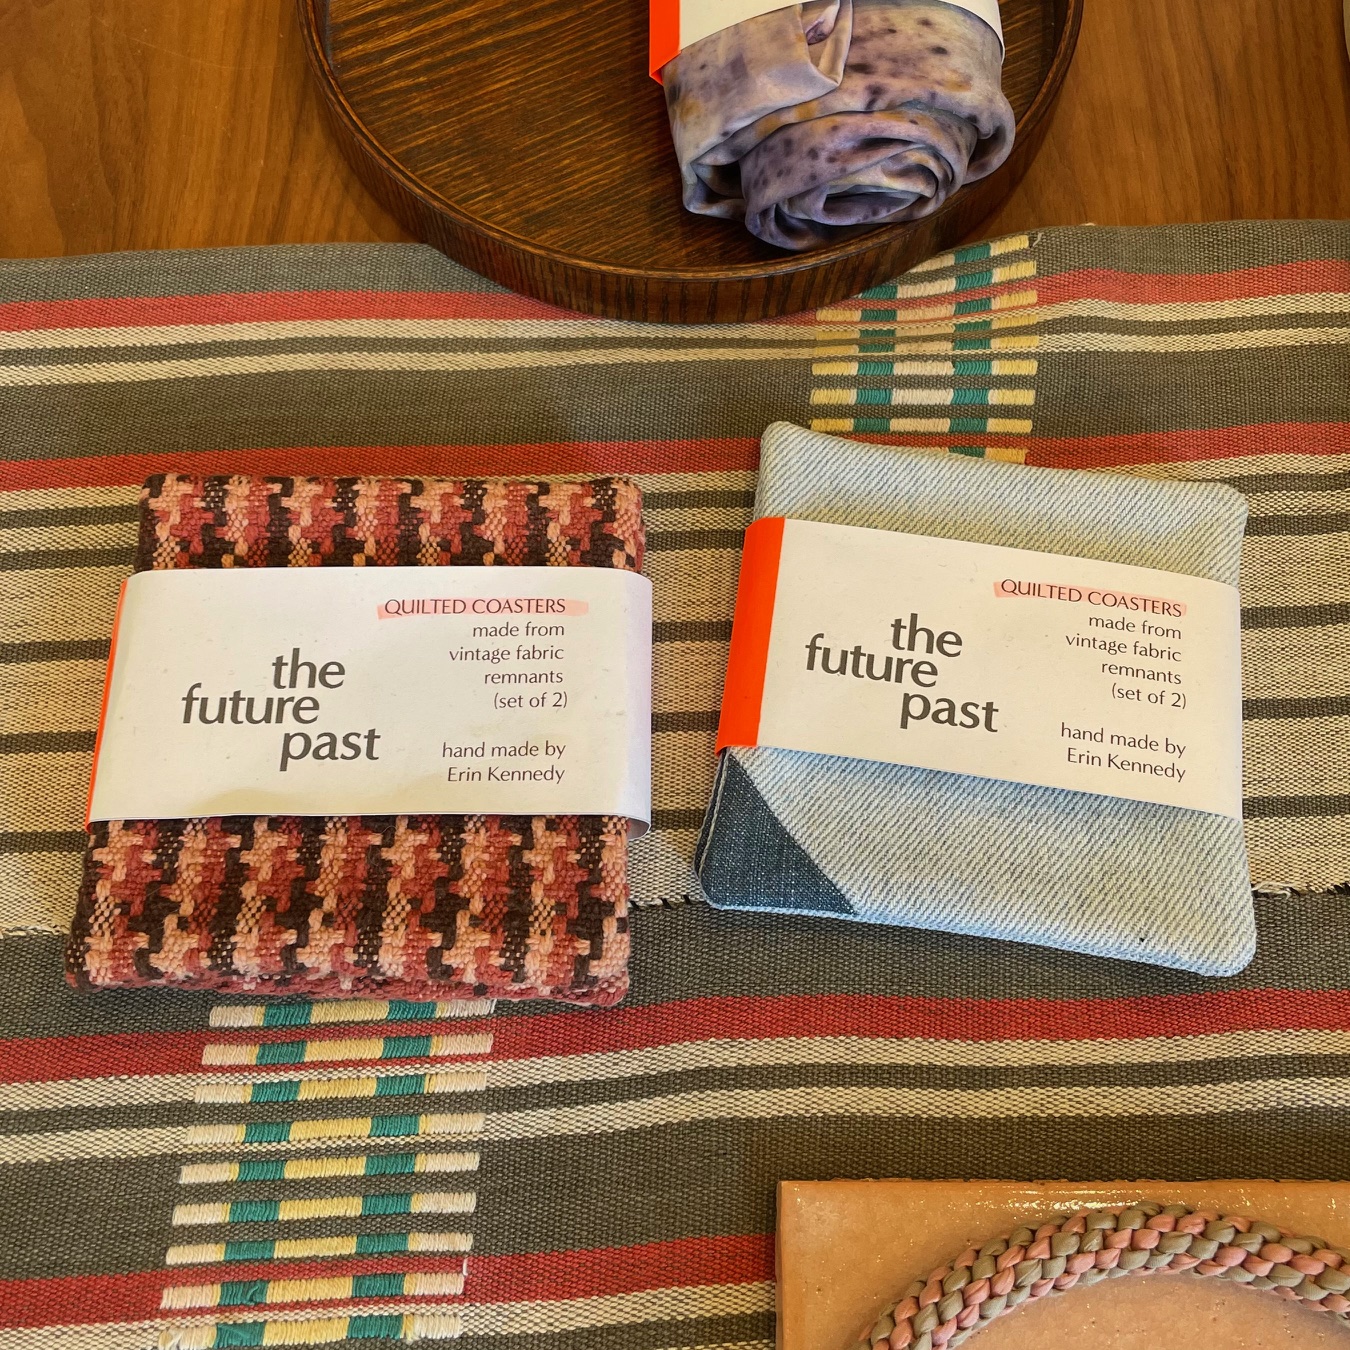 the
future
past
QUILTED COASTERS
made from
vintage fabric
remnants
(set of 2)
hand made by
Erin Kennedy
the
future
past
QUILTED COASTERS
made from
vintage fabric
remnants
(set of 2)
hand made by
Erin Kennedy